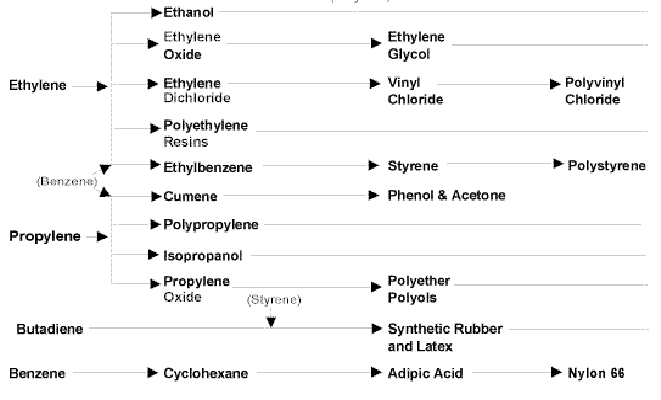 Ethanol
Ethylene
Oxide
Ethylene
Glycol
Ethylene
Ethylene
Dichloride
Vinyl
Chloride
Polyvinyl
Chloride
Polyethylene
Resins
(Benzene)
Ethylbenzene
Styrene
Polystyrene
Cumene
Phenol & Acetone
Propylene
Polypropylene
Isopropanol
Propylene
Oxide
Polyether
Polyols
(Styrene)
Butadiene
Synthetic Rubber
and Latex
Benzene
Cyclohexane
Adipic Acid
Nylon 66